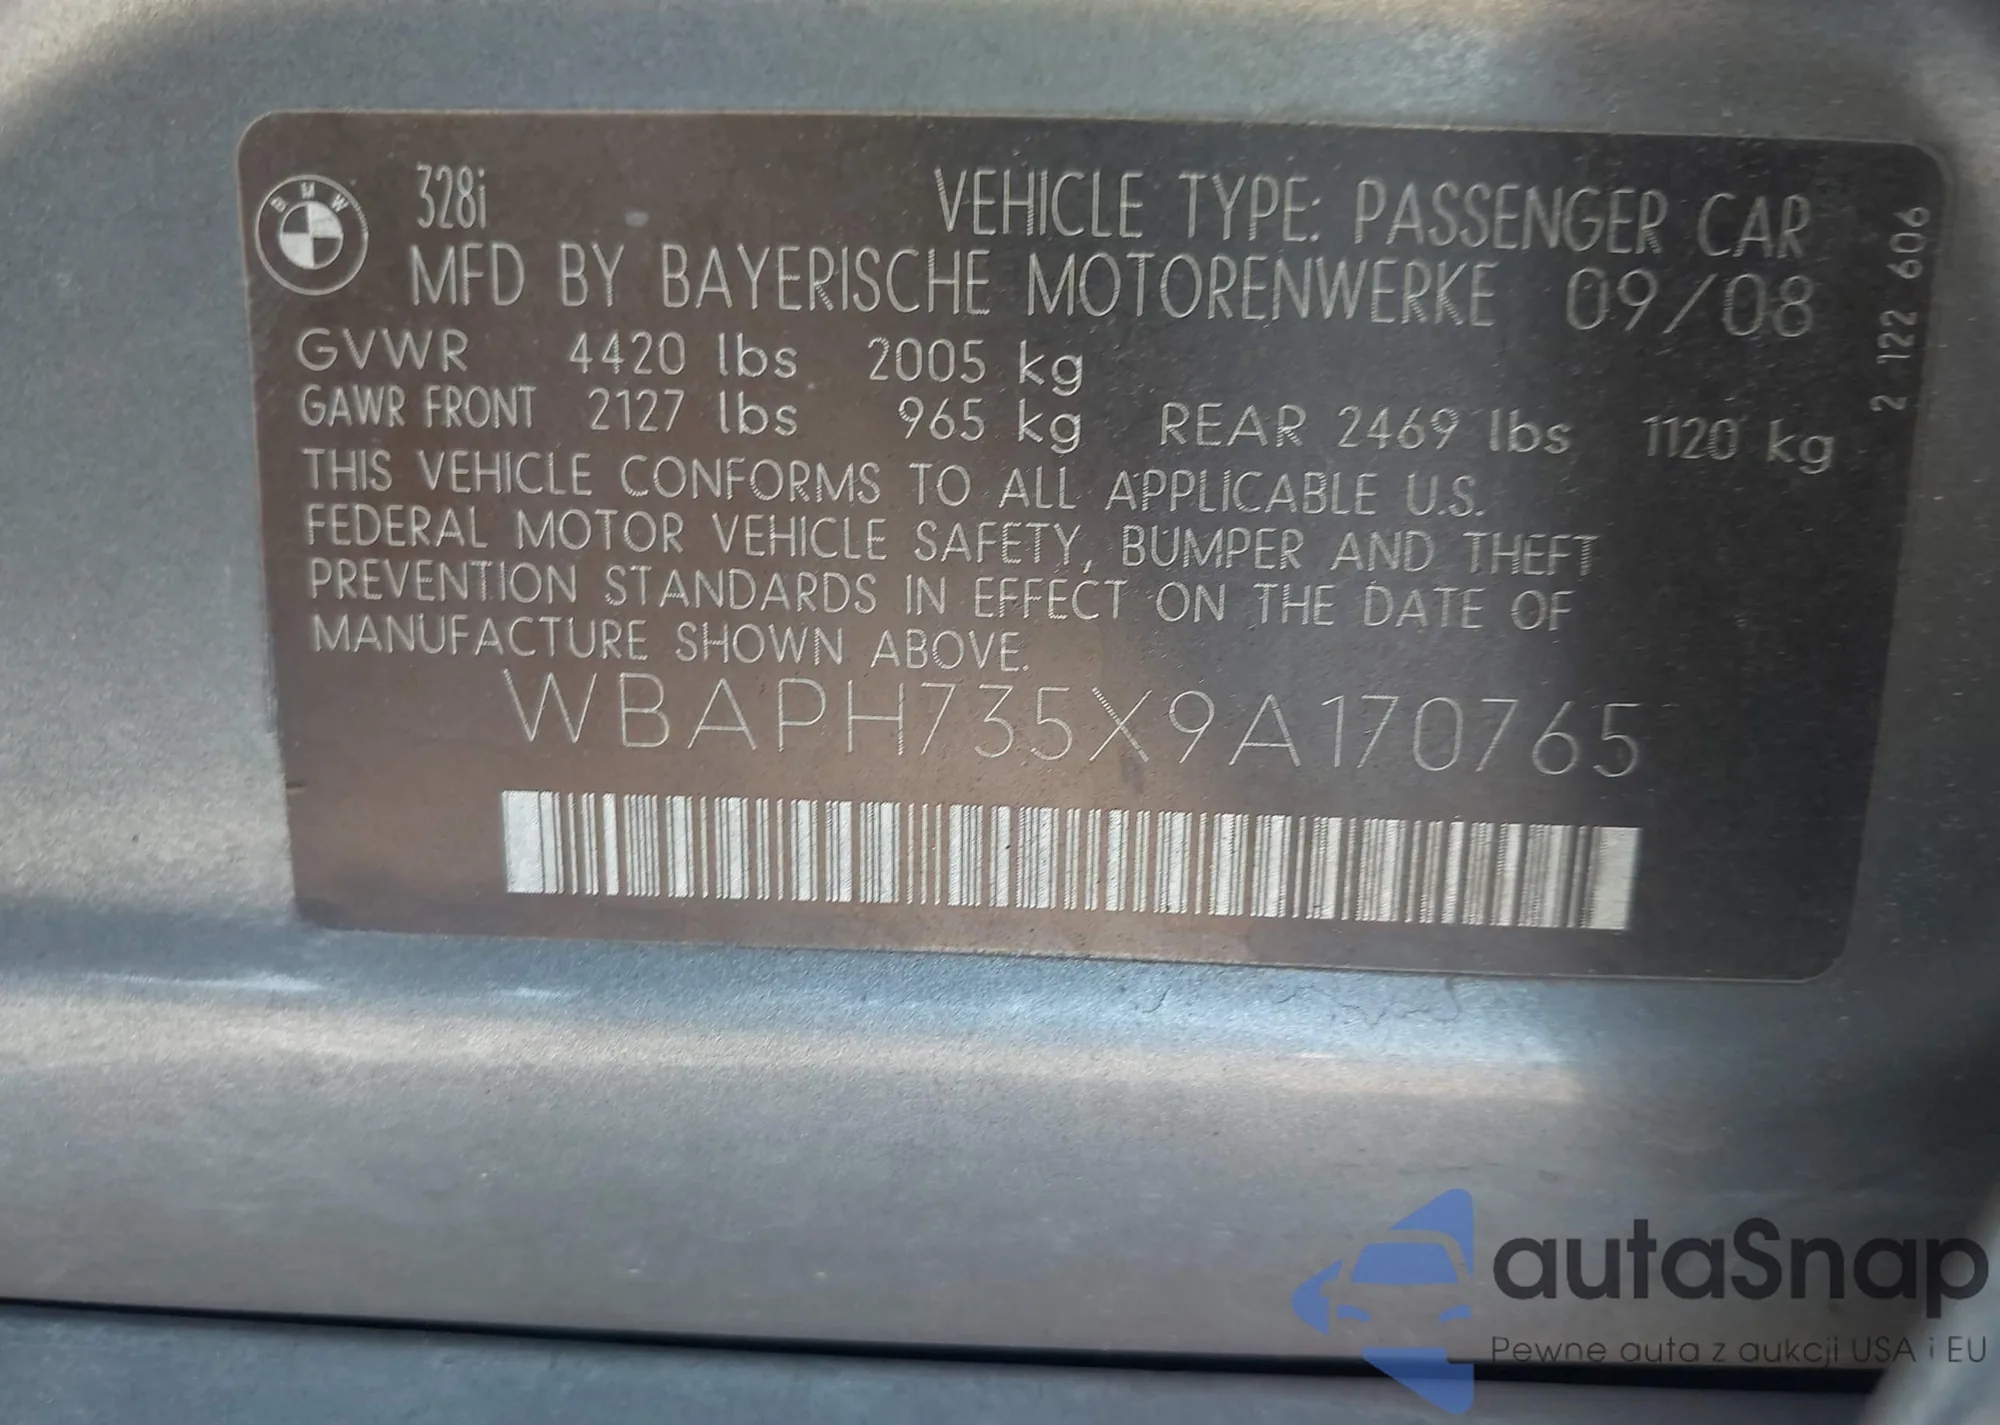 BMW
328i VEHICLE TYPE: PASSENGER CAR
MFD BY BAYERISCHE MOTORENWERKE 09/08
GVWR 4420 lbs 2005 kg
GAWR FRONT 2127 lbs 965 kg REAR 2469 lbs 1120 kg
THIS VEHICLE CONFORMS TO ALL APPLICABLE U.S.
FEDERAL MOTOR VEHICLE SAFETY, BUMPER AND THEFT
PREVENTION STANDARDS IN EFFECT ON THE DATE OF
MANUFACTURE SHOWN ABOVE.
WBAPH735X9A170765
2 122 606
autaSnap
Pewne auta z aukcji USA i EU